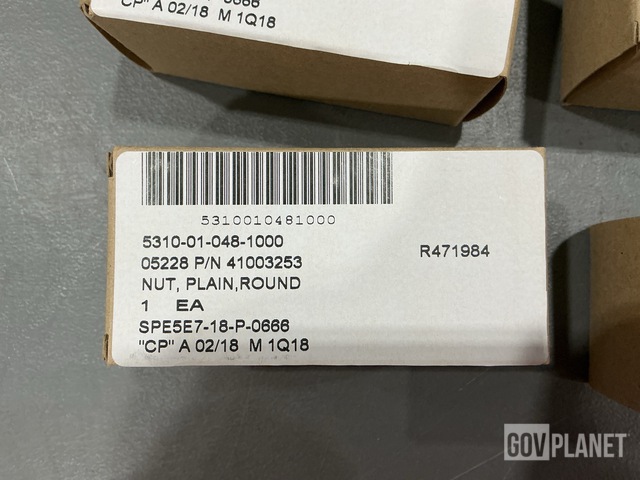 -P-0666
"CP" A 02/18 M 1Q18
5310010481000
5310-01-048-1000
05228 P/N 41003253
R471984
NUT, PLAIN,ROUND
1 EA
SPE5E7-18-P-0666
"CP" A 02/18 M 1Q18
GOVPLANET